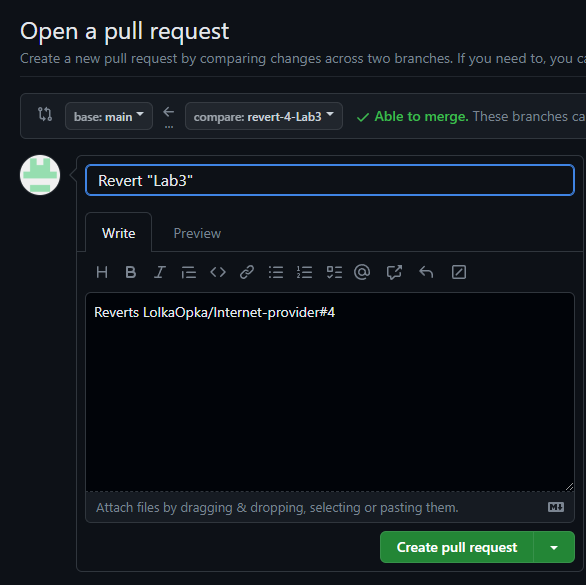 Open a pull request
Create a new pull request by comparing changes across two branches. If you need to, you ca
base: main
...
compare: revert-4-Lab3
Able to merge. These branches ca
Revert "Lab3"
Write
Preview
Reverts LolkaOpka/Internet-provider#4
Attach files by dragging & dropping, selecting or pasting them.
Create pull request